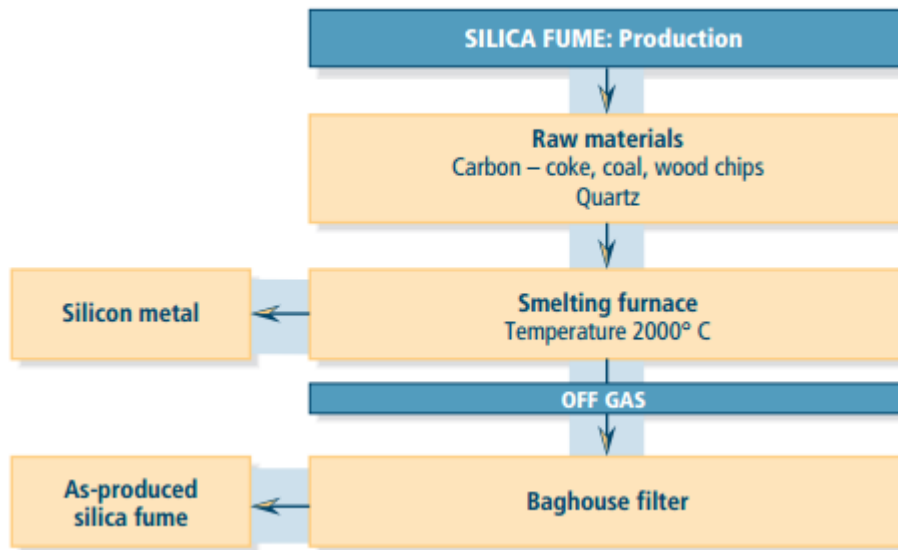 SILICA FUME: Production
Raw materials
Carbon – coke, coal, wood chips
Quartz
Silicon metal
Smelting furnace
Temperature 2000° C
OFF GAS
As-produced
silica fume
Baghouse filter